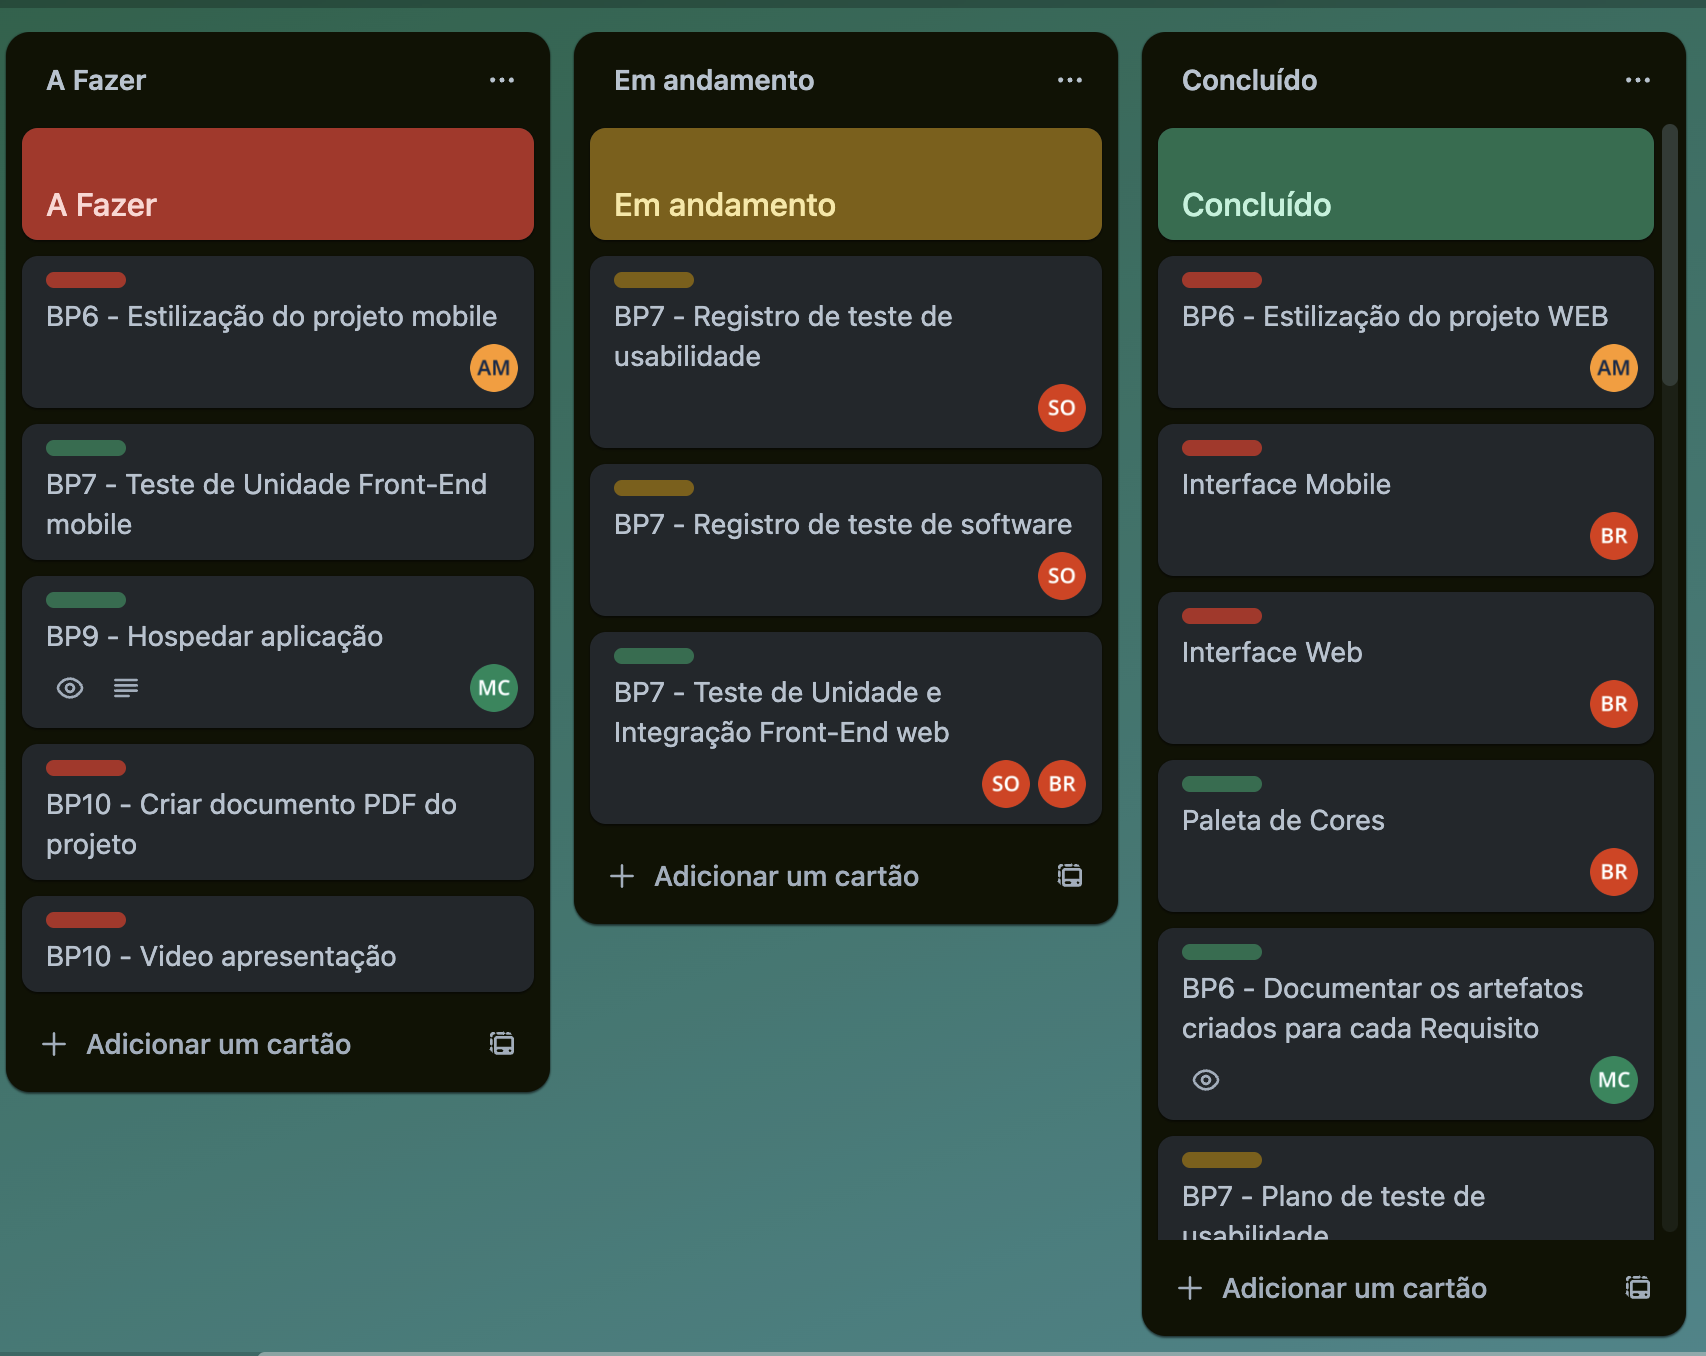 A Fazer
A Fazer
BP6 - Estilização do projeto mobile
AM
BP7 - Teste de Unidade Front-End
mobile
BP9 - Hospedar aplicação
MC
BP10 - Criar documento PDF do
projeto
BP10 - Video apresentação
Adicionar um cartão
Em andamento
Em andamento
BP7 - Registro de teste de
usabilidade
SO
BP7 - Registro de teste de software
SO
BP7 - Teste de Unidade e
Integração Front-End web
SO BR
Adicionar um cartão
Concluído
Concluído
BP6 - Estilização do projeto WEB
AM
Interface Mobile
BR
Interface Web
BR
Paleta de Cores
BR
BP6 - Documentar os artefatos
criados para cada Requisito
MC
BP7 - Plano de teste de
usabilidade
Adicionar um cartão